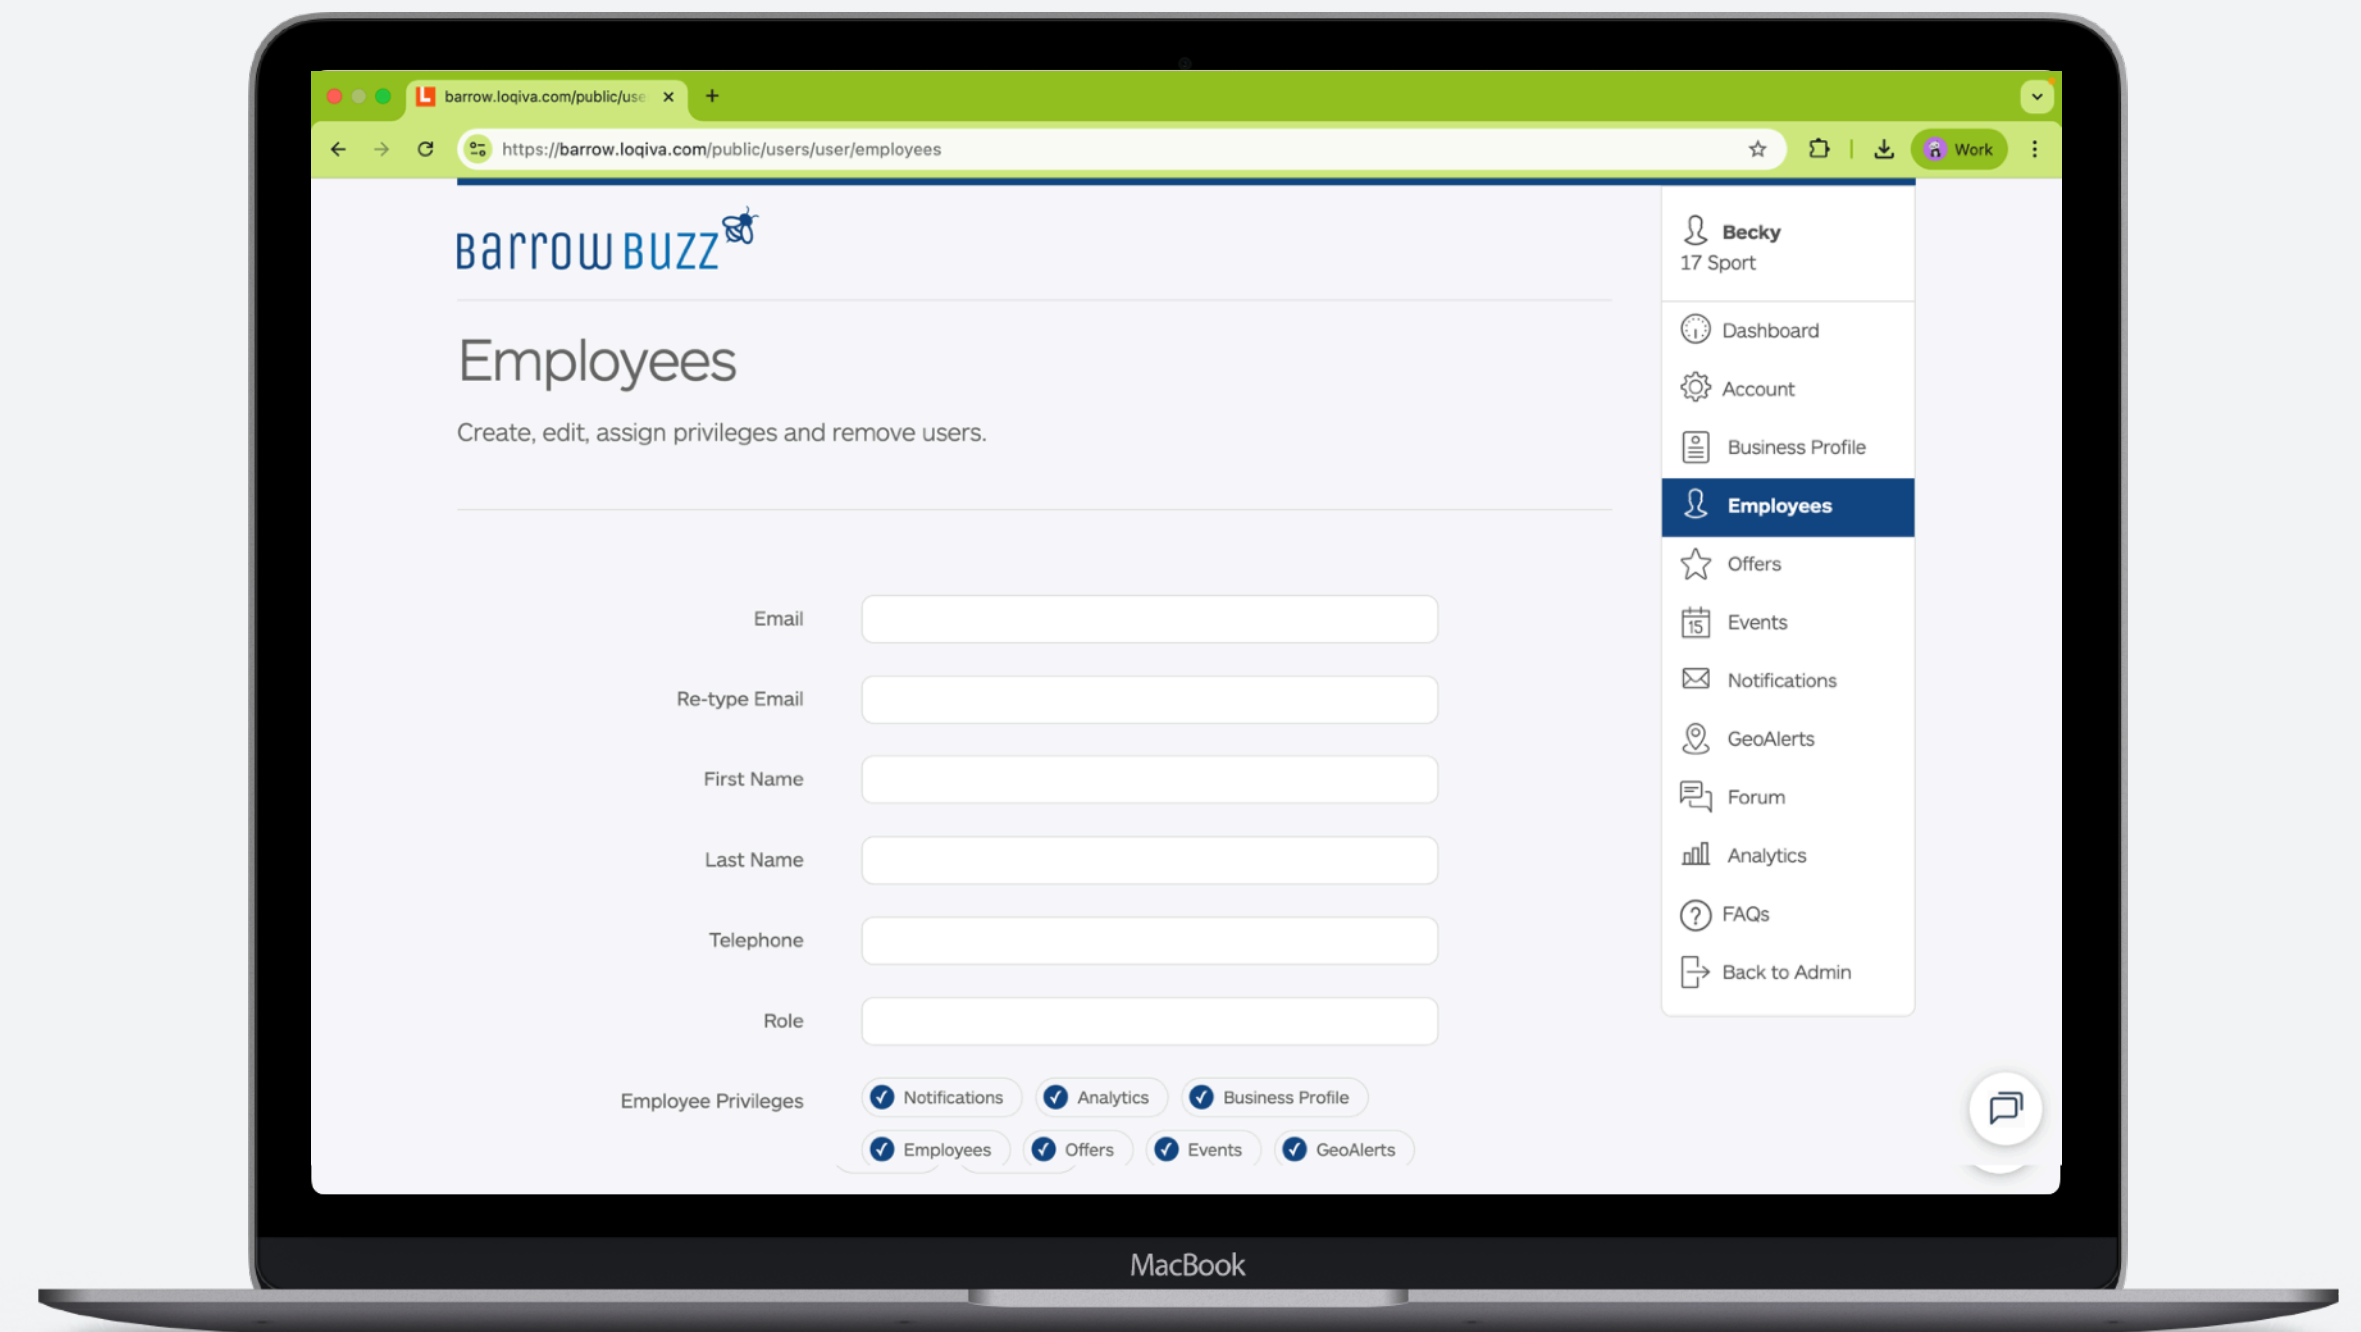 barrow.loqiva.com/public/use
https://barrow.loqiva.com/public/users/user/employees
Work
Barrow BUZZ
Becky
17 Sport
Dashboard
Account
Business Profile
Employees
Offers
15
Events
Notifications
GeoAlerts
Forum
Analytics
? FAQs
Back to Admin
Employees
Create, edit, assign privileges and remove users.
Email
Re-type Email
First Name
Last Name
Telephone
Role
Employee Privileges
Notifications Analytics Business Profile
Employees Offers Events GeoAlerts
MacBook